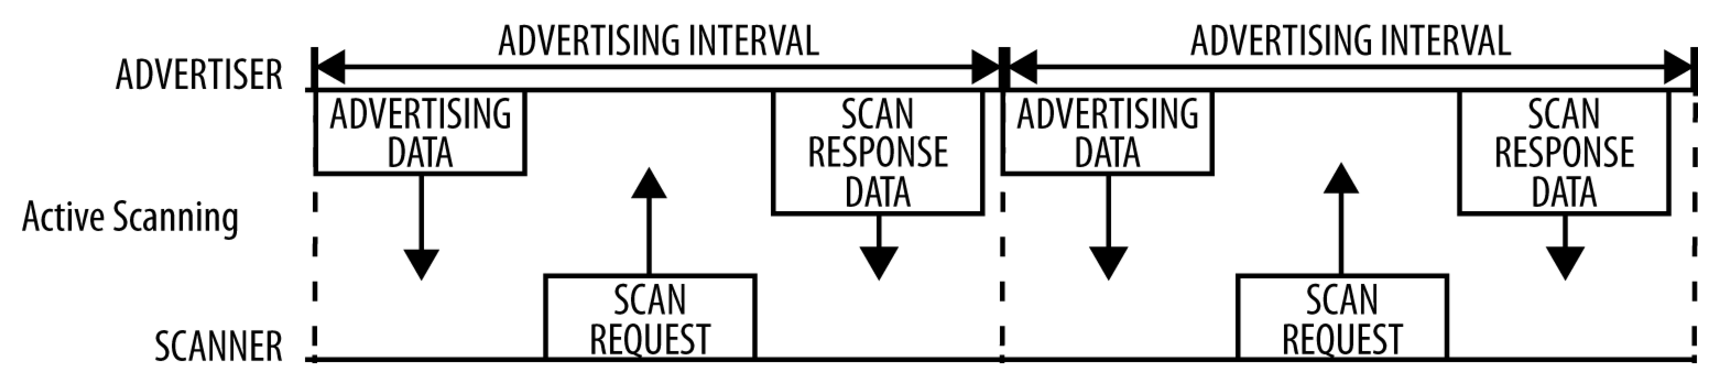 ADVERTISING INTERVAL
ADVERTISING INTERVAL
ADVERTISER
ADVERTISING
DATA
SCAN
RESPONSE
DATA
ADVERTISING
DATA
SCAN
RESPONSE
DATA
Active Scanning
SCAN
REQUEST
SCAN
REQUEST
SCANNER